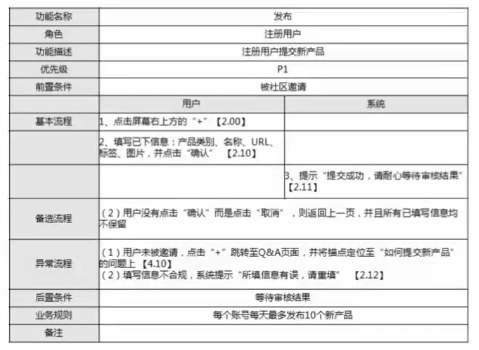 功能名称 发布
角色 注册用户
功能描述 注册用户提交新产品
优先级 P1
前置条件 被社区邀请
用户 系统
基本流程 1、点击屏幕右上方的“+”【2.00】
2、填写已下信息：产品类别、名称、URL、
标签、图片，并点击“确认”【2.10】
3、提示“提交成功，请耐心等待审核结果”
【2.11】
备选流程 （2）用户没有点击“确认”而是点击“取消”，则返回上一页，并且所有已填写信息均
不保留
异常流程 （1）用户未被邀请，点击“+”跳转至Q&A页面，并将锚点定位至“如何提交新产品”
的问题上【4.10】
（2）填写信息不合规，系统提示“所填信息有误，请重填”【2.12】
后置条件 等待审核结果
业务规则 每个账号每天最多发布10个新产品
备注